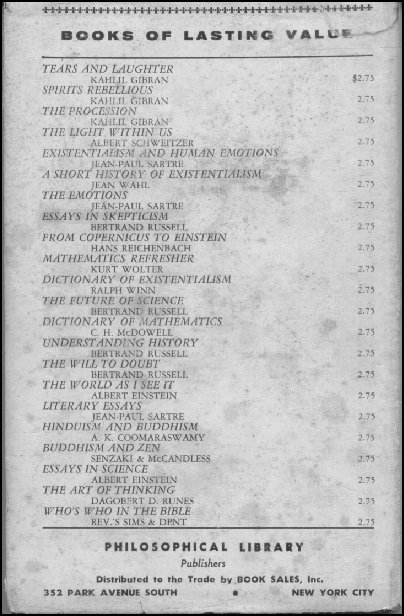 BOOKS OF LASTING VALUE
TEARS AND LAUGHTER
KAHLIL GIBRAN $2.75
SPIRITS REBELLIOUS
KAHLIL GIBRAN 2.75
THE PROCESSION
KAHLIL GIBRAN 2.75
THE LIGHT WITHIN US
ALBERT SCHWEITZER 2.75
EXISTENTIALISM AND HUMAN EMOTIONS
JEAN-PAUL SARTRE 2.75
A SHORT HISTORY OF EXISTENTIALISM
JEAN WAHL 2.75
THE EMOTIONS
JEAN-PAUL SARTRE 2.75
ESSAYS IN SKEPTICISM
BERTRAND RUSSELL 2.75
FROM COPERNICUS TO EINSTEIN
HANS REICHENBACH 2.75
MATHEMATICS REFRESHER
KURT WOLTER 2.75
DICTIONARY OF EXISTENTIALISM
RALPH WINN 2.75
THE FUTURE OF SCIENCE
BERTRAND RUSSELL 2.75
DICTIONARY OF MATHEMATICS
C. H. McDOWELL 2.75
UNDERSTANDING HISTORY
BERTRAND RUSSELL 2.75
THE WILL TO DOUBT
BERTRAND RUSSELL 2.75
THE WORLD AS I SEE IT
ALBERT EINSTEIN 2.75
LITERARY ESSAYS
JEAN-PAUL SARTRE 2.75
HINDUISM AND BUDDHISM
A. K. COOMARASWAMY 2.75
BUDDHISM AND ZEN
SENZAKI & McCANDLESS 2.75
ESSAYS IN SCIENCE
ALBERT EINSTEIN 2.75
THE ART OF THINKING
DAGOBERT D. RUNES 2.75
WHO'S WHO IN THE BIBLE
REV.'S SIMS & DENT 2.75
PHILOSOPHICAL LIBRARY
Publishers
Distributed to the Trade by BOOK SALES, Inc.
352 PARK AVENUE SOUTH • NEW YORK CITY